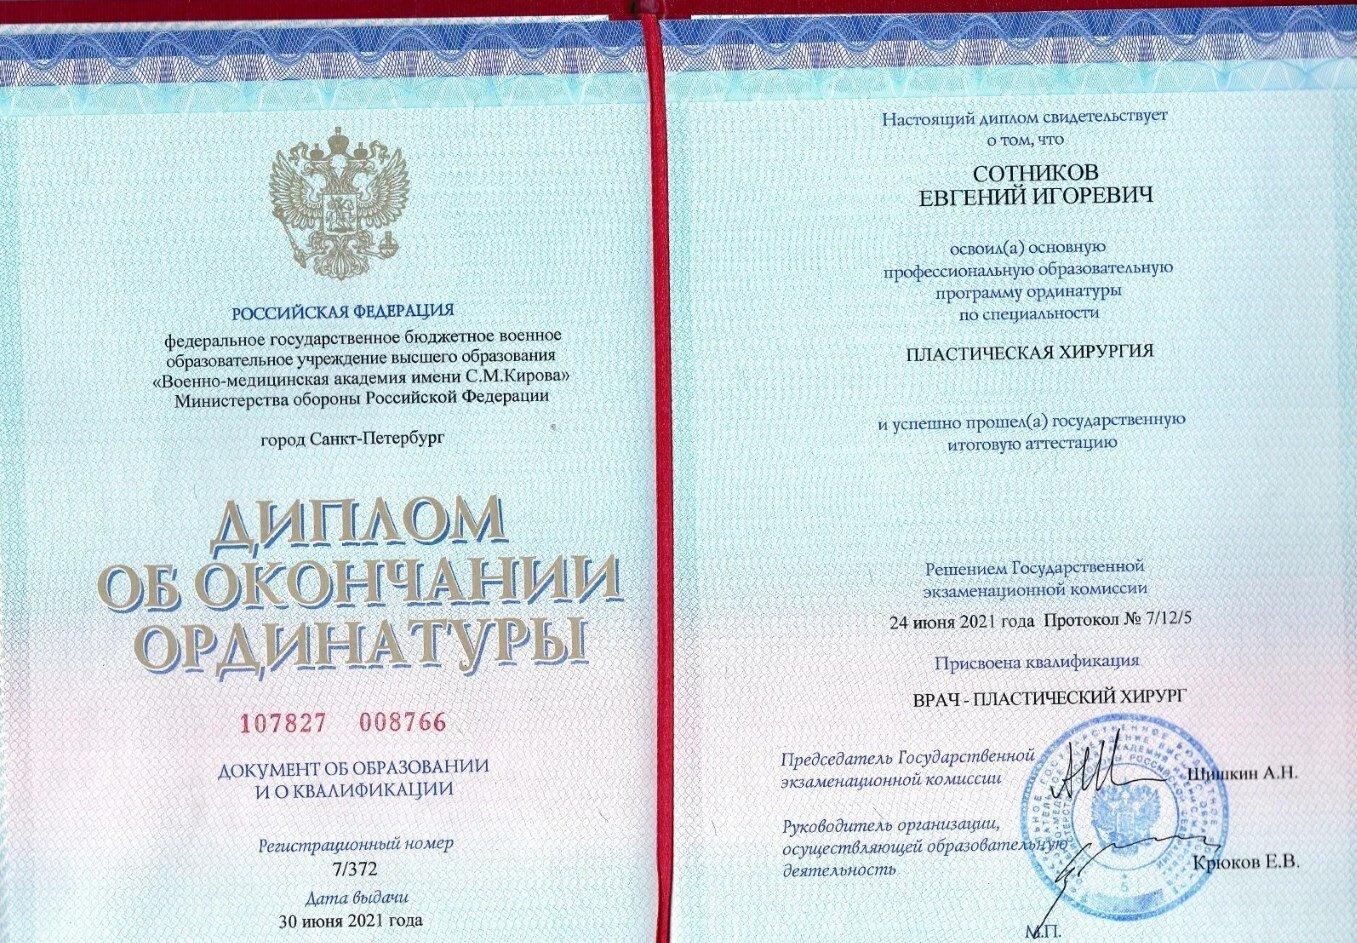 РОССИЙСКАЯ ФЕДЕРАЦИЯ
федеральное государственное бюджетное военное
образовательное учреждение высшего образования
«Военно-медицинская академия имени С.М.Кирова»
Министерства обороны Российской Федерации
город Санкт-Петербург
ДИПЛОМ
ОБ ОКОНЧАНИИ
ОРДИНАТУРЫ
107827 008766
ДОКУМЕНТ ОБ ОБРАЗОВАНИИ
И О КВАЛИФИКАЦИИ
Регистрационный номер
7/372
Дата выдачи
30 июня 2021 года
Настоящий диплом свидетельствует
о том, что
СОТНИКОВ
ЕВГЕНИЙ ИГОРЕВИЧ
освоил(а) основную
профессиональную образовательную
программу ординатуры
по специальности
ПЛАСТИЧЕСКАЯ ХИРУРГИЯ
и успешно прошел(а) государственную
итоговую аттестацию
Решением Государственной
экзаменационной комиссии
24 июня 2021 года Протокол № 7/12/5
Присвоена квалификация
ВРАЧ - ПЛАСТИЧЕСКИЙ ХИРУРГ
Председатель Государственной
экзаменационной комиссии
Шишкин А.Н.
Руководитель организации,
осуществляющей образовательную
деятельность
Крюков Е.В.
М.П.